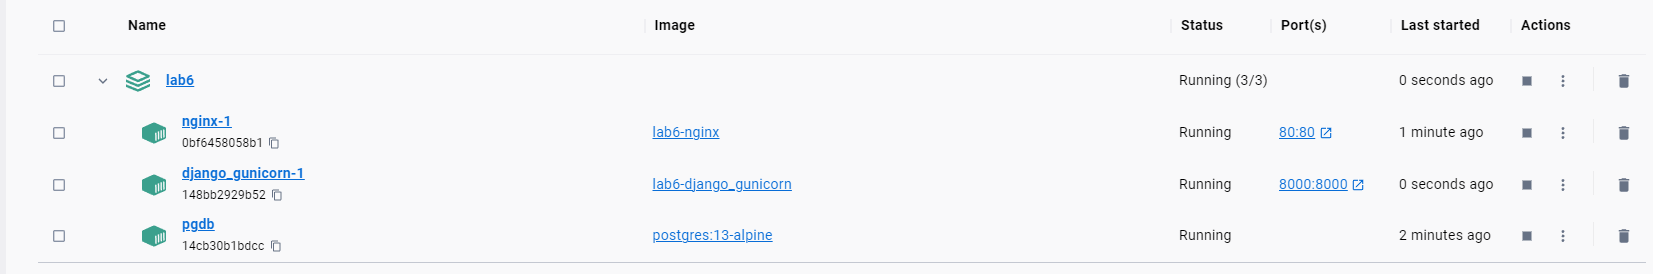 Name Image Status Port(s) Last started Actions
lab6 Running (3/3) 0 seconds ago
nginx-1
0bf6458058b1 lab6-nginx Running 80:80 1 minute ago
django_gunicorn-1
148bb2929b52 lab6-django_gunicorn Running 8000:8000 0 seconds ago
pgdb
14cb30b1bdcc postgres:13-alpine Running 2 minutes ago